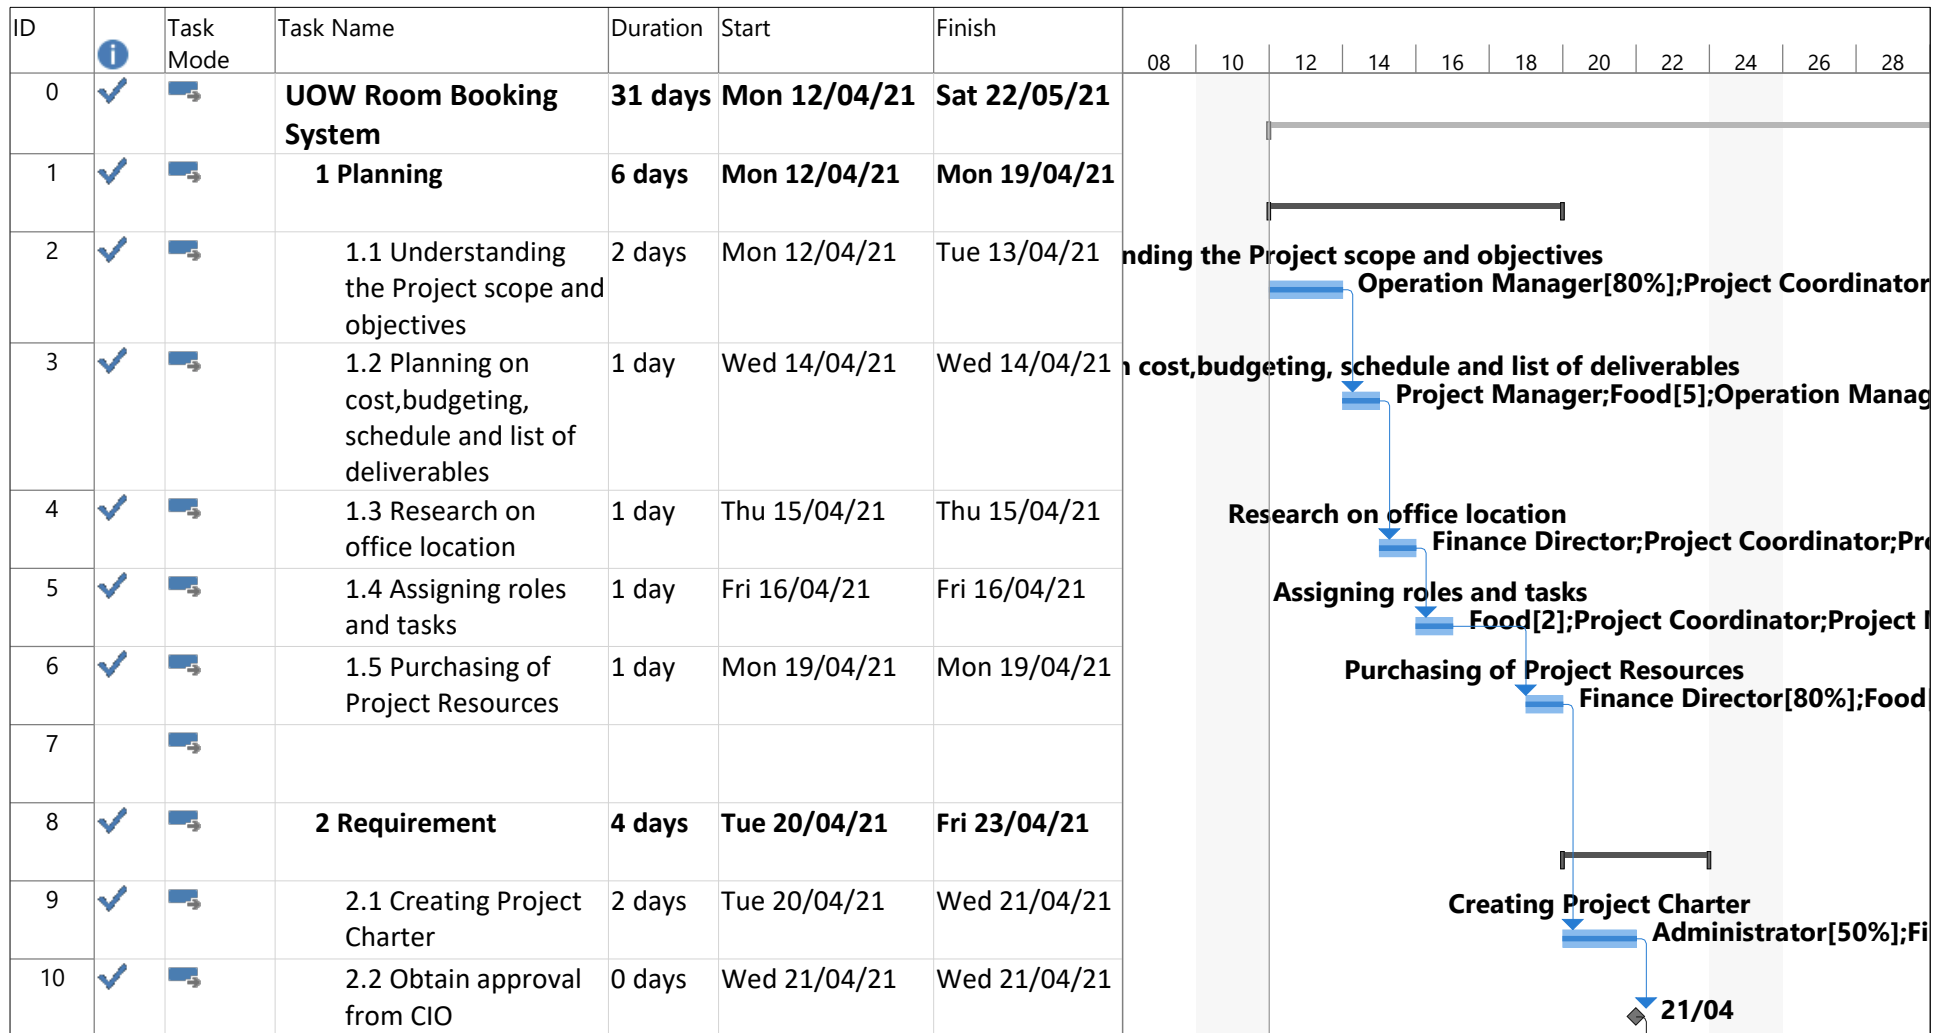 ID Task Mode Task Name Duration Start Finish
08 10 12 14 16 18 20 22 24 26 28
0 UOW Room Booking System 31 days Mon 12/04/21 Sat 22/05/21
1 1 Planning 6 days Mon 12/04/21 Mon 19/04/21
2 1.1 Understanding 2 days Mon 12/04/21 Tue 13/04/21 nding the Project scope and objectives
the Project scope and Operation Manager[80%];Project Coordinator
objectives
3 1.2 Planning on 1 day Wed 14/04/21 Wed 14/04/21 n cost,budgeting, schedule and list of deliverables
cost,budgeting, Project Manager;Food[5];Operation Manag
schedule and list of
deliverables
4 1.3 Research on 1 day Thu 15/04/21 Thu 15/04/21 Research on office location
office location Finance Director;Project Coordinator;Pro
5 1.4 Assigning roles 1 day Fri 16/04/21 Fri 16/04/21 Assigning roles and tasks
and tasks Food[2];Project Coordinator;Project
6 1.5 Purchasing of 1 day Mon 19/04/21 Mon 19/04/21 Purchasing of Project Resources
Project Resources Finance Director[80%];Food[
7
8 2 Requirement 4 days Tue 20/04/21 Fri 23/04/21
9 2.1 Creating Project 2 days Tue 20/04/21 Wed 21/04/21 Creating Project Charter
Charter Administrator[50%];Fi
10 2.2 Obtain approval 0 days Wed 21/04/21 Wed 21/04/21
from CIO 21/04